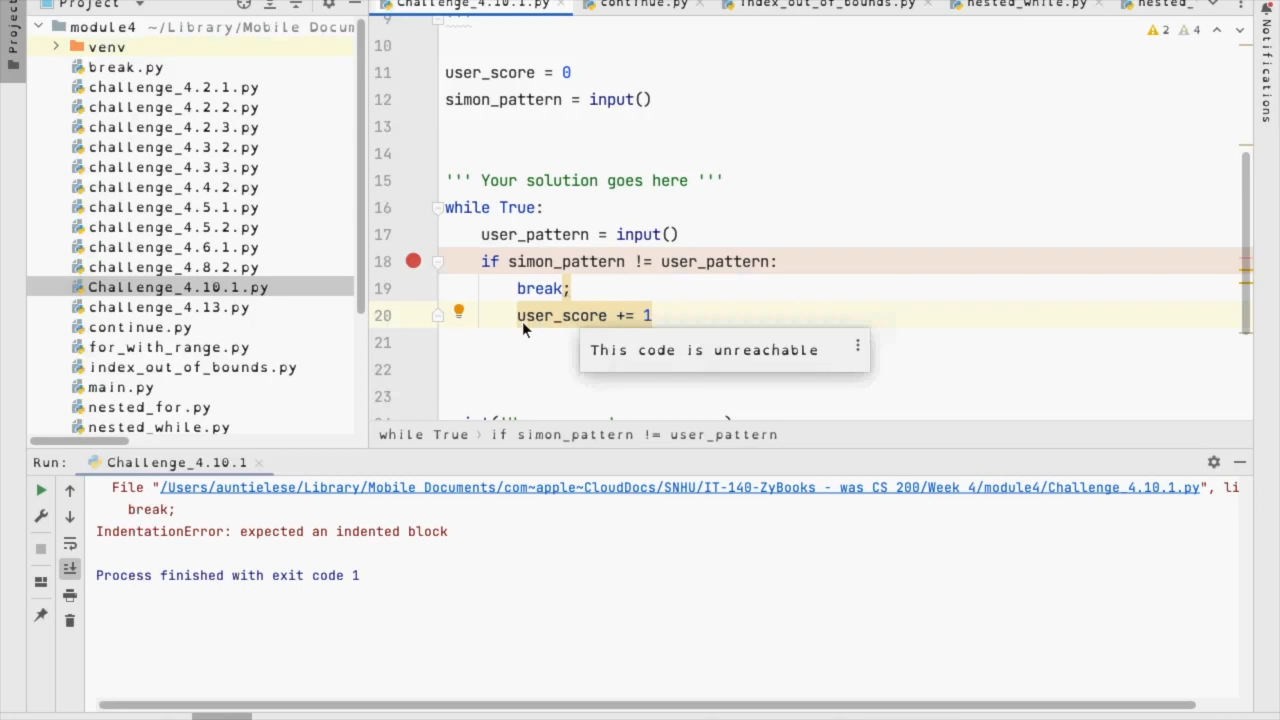 Project
Challenge_4.10.1.py
continue.py
index_out_of_bounds.py
nested_while.py
nested_
Project
module4 ~/Library/Mobile Docum
venv
break.py
challenge_4.2.1.py
challenge_4.2.2.py
challenge_4.2.3.py
challenge_4.3.2.py
challenge_4.3.3.py
challenge_4.4.2.py
challenge_4.5.1.py
challenge_4.5.2.py
challenge_4.6.1.py
challenge_4.8.2.py
Challenge_4.10.1.py
challenge_4.13.py
continue.py
for_with_range.py
index_out_of_bounds.py
main.py
nested_for.py
nested_while.py
9 '''
2 4
10
11 user_score = 0
12 simon_pattern = input()
13
14
15 ''' Your solution goes here '''
16 while True:
17 user_pattern = input()
18 if simon_pattern != user_pattern:
19 break;
20 user_score += 1
21
This code is unreachable
22
23
while True › if simon_pattern != user_pattern
Notifications
Run: Challenge_4.10.1
File "/Users/auntielese/Library/Mobile Documents/com~apple~CloudDocs/SNHU/IT-140-ZyBooks - was CS 200/Week 4/module4/Challenge_4.10.1.py", li
break;
IndentationError: expected an indented block
Process finished with exit code 1